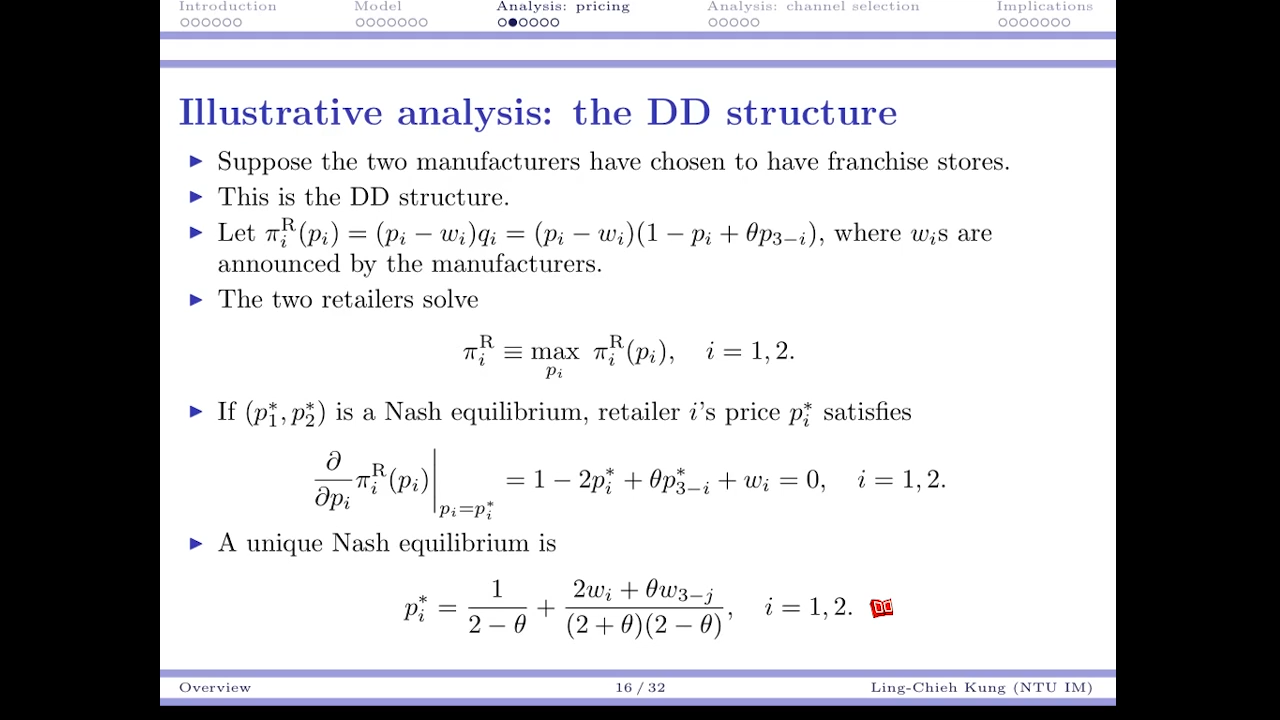 Introduction Model Analysis: pricing Analysis: channel selection Implications
Illustrative analysis: the DD structure
▶ Suppose the two manufacturers have chosen to have franchise stores.
▶ This is the DD structure.
▶ Let π_i^R(p_i) = (p_i − w_i)q_i = (p_i − w_i)(1 − p_i + θp_{3−i}), where w_is are
announced by the manufacturers.
▶ The two retailers solve
π_i^R ≡ max_{p_i} π_i^R(p_i), i = 1, 2.
▶ If (p_1^*, p_2^*) is a Nash equilibrium, retailer i's price p_i^* satisfies
∂/∂p_i π_i^R(p_i)|_{p_i=p_i^*} = 1 − 2p_i^* + θp_{3−i}^* + w_i = 0, i = 1, 2.
▶ A unique Nash equilibrium is
p_i^* = 1/(2 − θ) + (2w_i + θw_{3−j})/((2 + θ)(2 − θ)), i = 1, 2.
Overview 16 / 32 Ling-Chieh Kung (NTU IM)